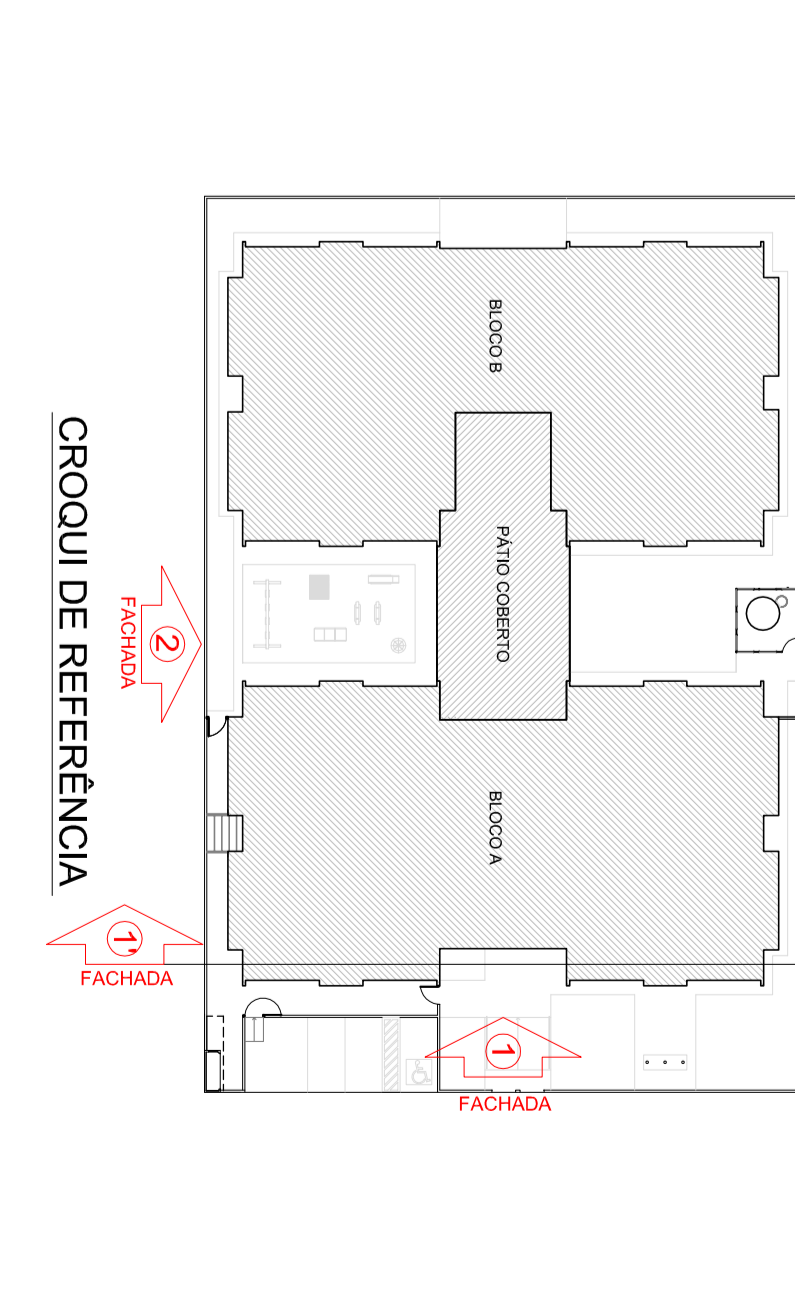 BLOCO B
PÁTIO COBERTO
BLOCO A
2
FACHADA
CROQUI DE REFERÊNCIA
1'
FACHADA
1
FACHADA